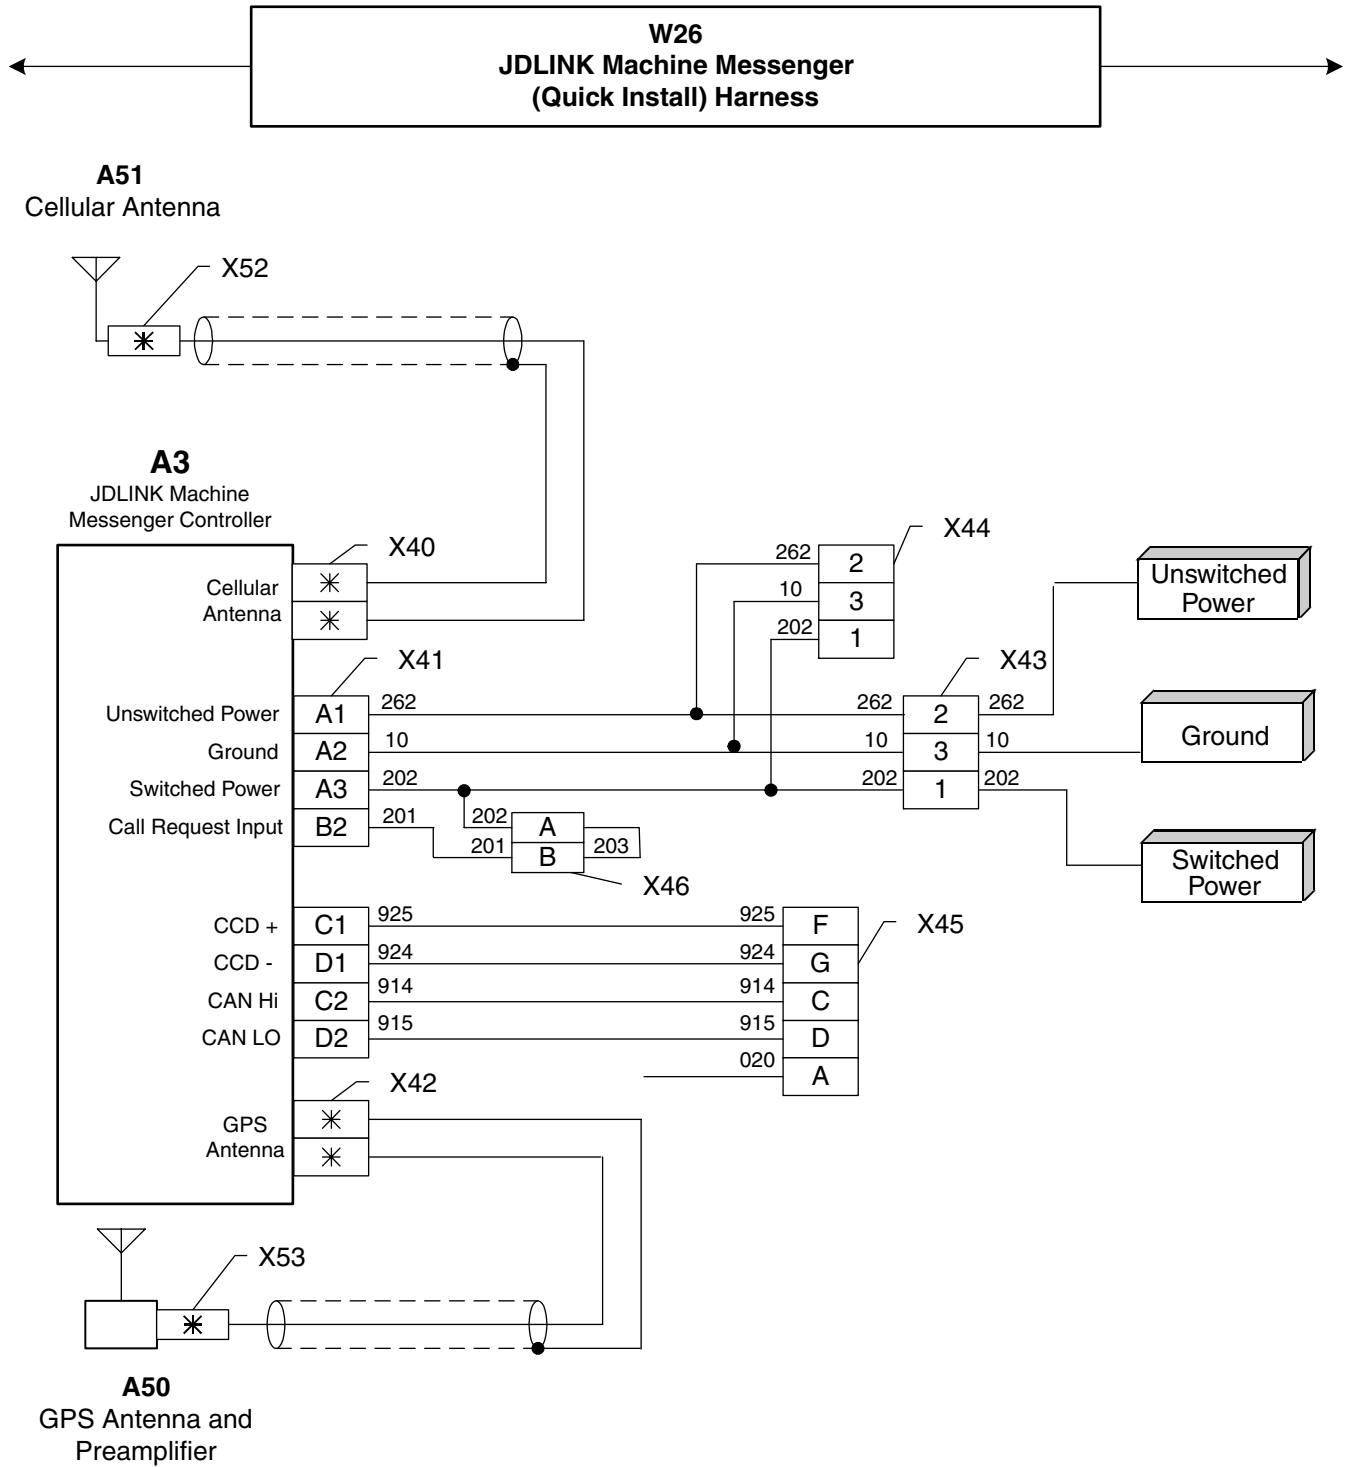 W26
JDLINK Machine Messenger
(Quick Install) Harness
A51
Cellular Antenna
X52
A3
JDLINK Machine
Messenger Controller
X40
Cellular
Antenna
X44
262 2
10 3
202 1
Unswitched
Power
X41
X43
Unswitched Power A1 262 262 2 262
Ground A2 10 10 3 10
Ground
Switched Power A3 202 202 1 202
Call Request Input B2 201
202 A
201 B 203
X46
Switched
Power
CCD + C1 925 925 F
X45
CCD - D1 924 924 G
CAN Hi C2 914 914 C
CAN LO D2 915 915 D
020 A
X42
GPS
Antenna
X53
A50
GPS Antenna and
Preamplifier